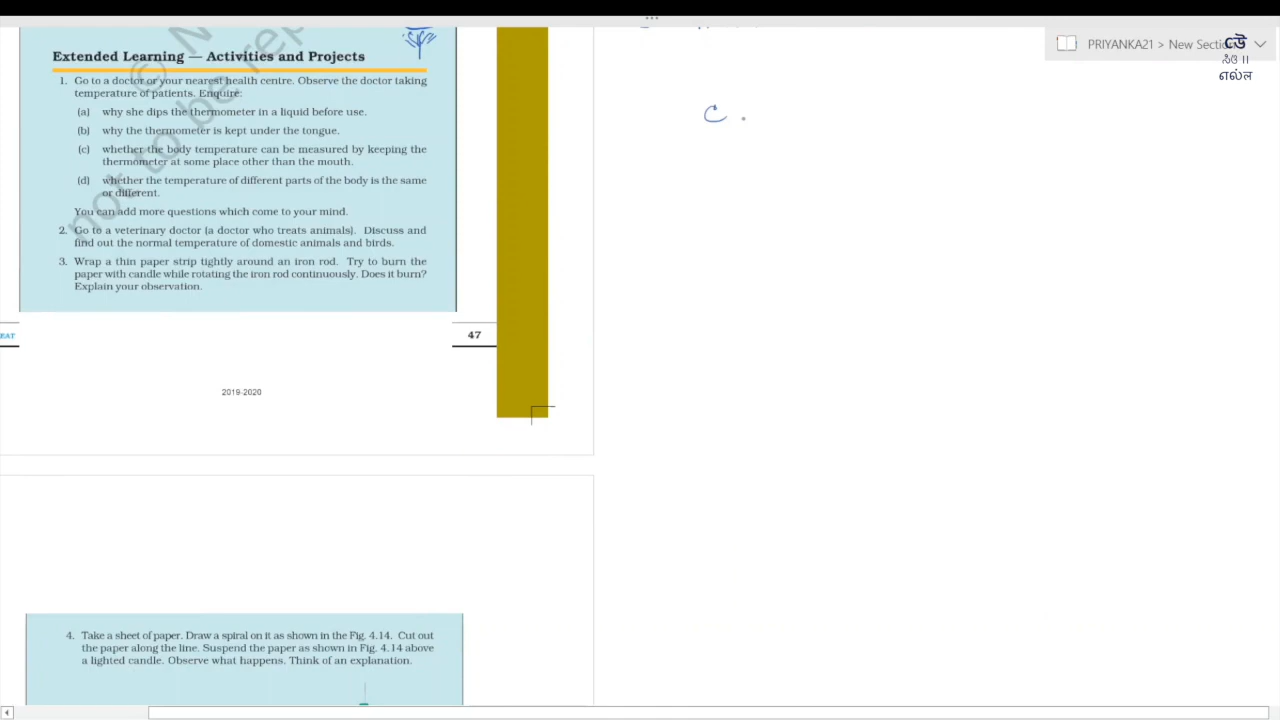 PRIYANKA21 > New Section
Extended Learning — Activities and Projects
1. Go to a doctor or your nearest health centre. Observe the doctor taking
temperature of patients. Enquire:
(a) why she dips the thermometer in a liquid before use.
(b) why the thermometer is kept under the tongue.
(c) whether the body temperature can be measured by keeping the
thermometer at some place other than the mouth.
(d) whether the temperature of different parts of the body is the same
or different.
You can add more questions which come to your mind.
2. Go to a veterinary doctor (a doctor who treats animals). Discuss and
find out the normal temperature of domestic animals and birds.
3. Wrap a thin paper strip tightly around an iron rod. Try to burn the
paper with candle while rotating the iron rod continuously. Does it burn?
Explain your observation.
EAT
47
2019-2020
C .
4. Take a sheet of paper. Draw a spiral on it as shown in the Fig. 4.14. Cut out
the paper along the line. Suspend the paper as shown in Fig. 4.14 above
a lighted candle. Observe what happens. Think of an explanation.
not to be rep
© N